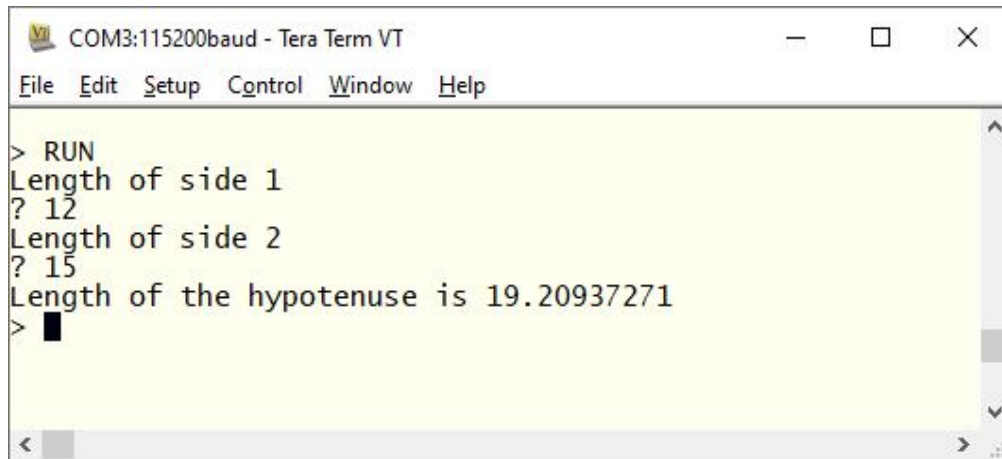 COM3:115200baud - Tera Term VT
File Edit Setup Control Window Help
> RUN
Length of side 1
? 12
Length of side 2
? 15
Length of the hypotenuse is 19.20937271
>